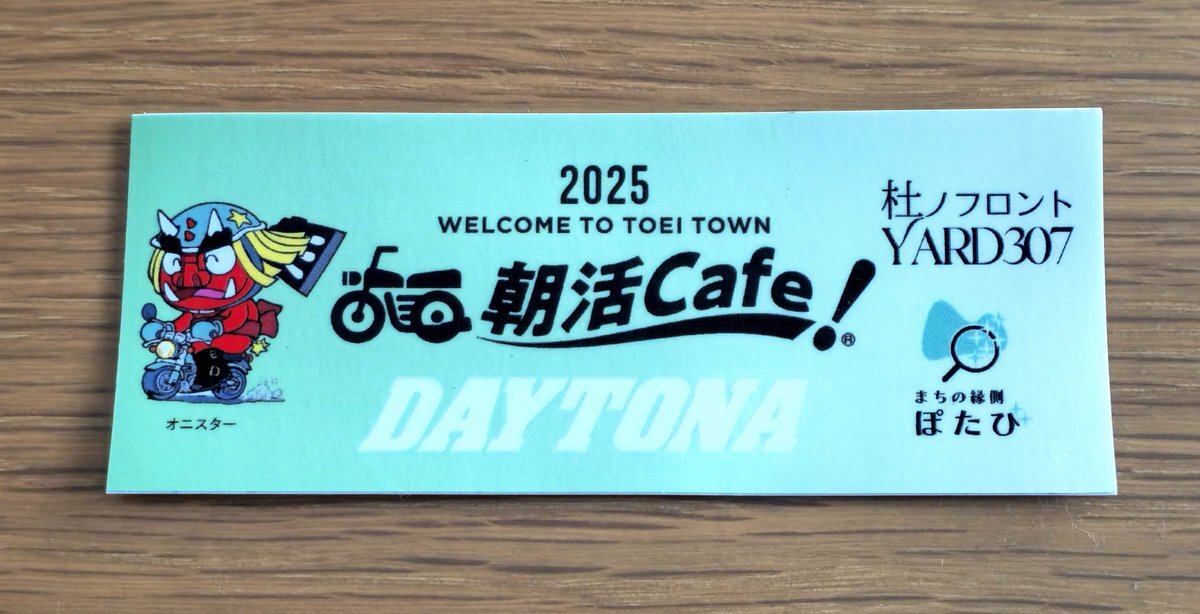 2025
WELCOME TO TOEI TOWN
朝活Cafe!®
DAYTONA
オニスター
杜ノフロント
YARD307
まちの縁側
ぽたひ